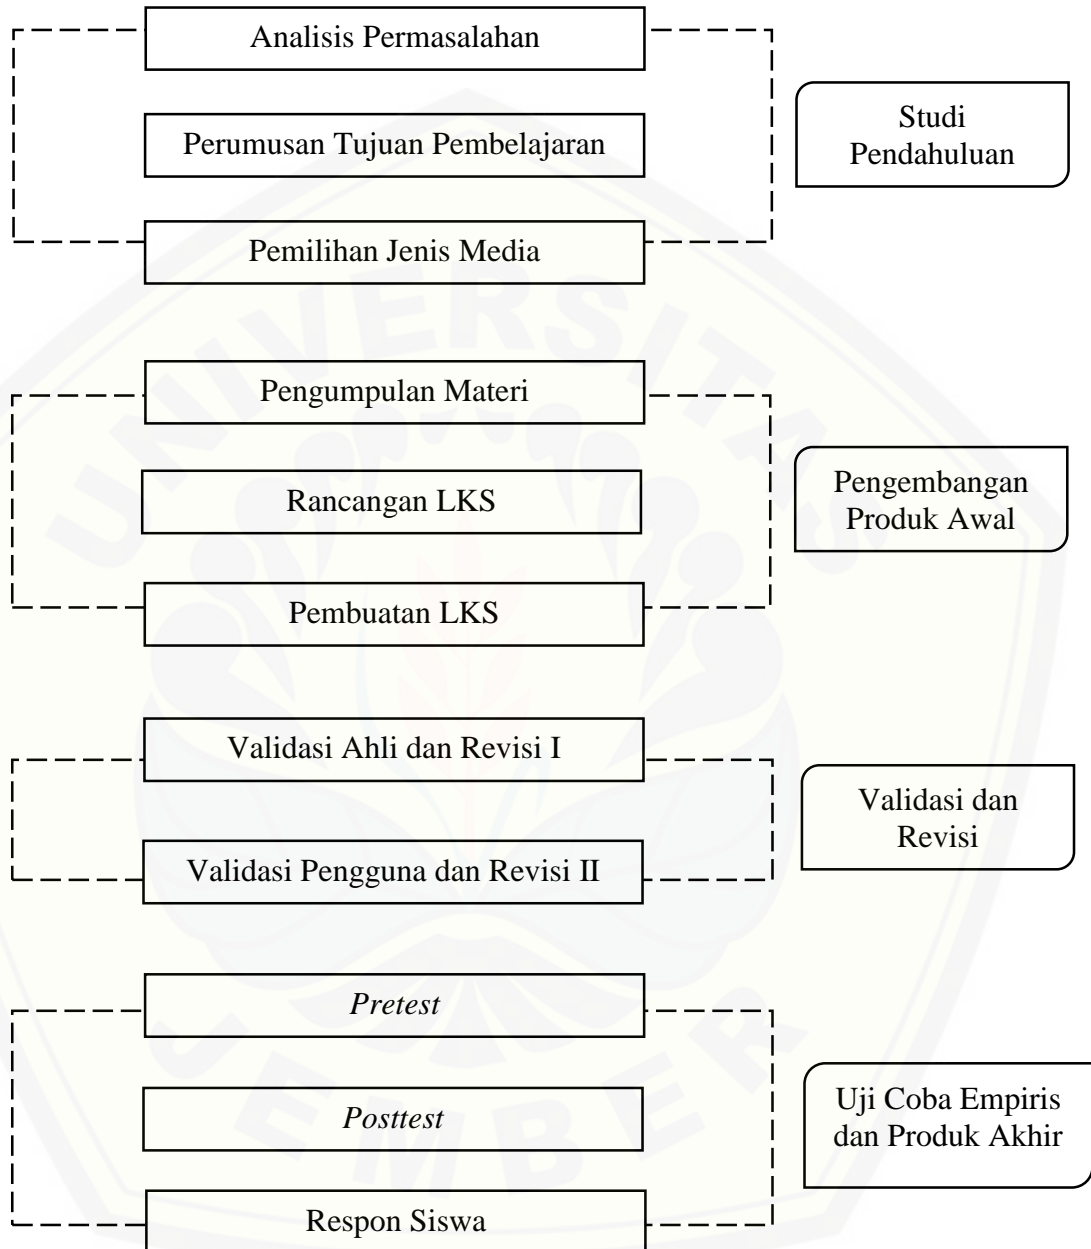 Analisis Permasalahan
Perumusan Tujuan Pembelajaran
Pemilihan Jenis Media
Studi
Pendahuluan
Pengumpulan Materi
Rancangan LKS
Pembuatan LKS
Pengembangan
Produk Awal
Validasi Ahli dan Revisi I
Validasi Pengguna dan Revisi II
Validasi dan
Revisi
Pretest
Posttest
Respon Siswa
Uji Coba Empiris
dan Produk Akhir
UNIVERSITAS
JEMBER